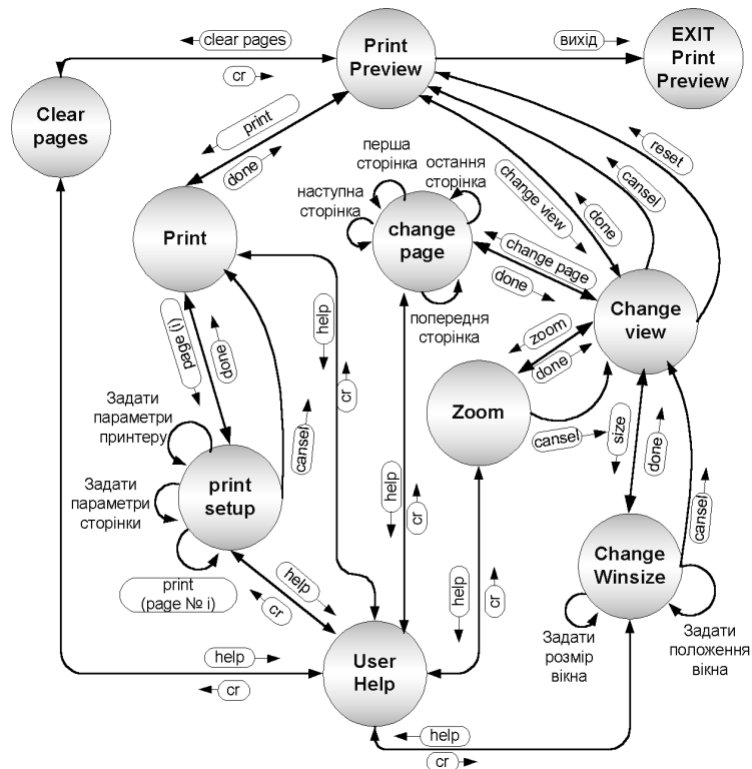 clear pages
cr
Print
Preview
вихід
EXIT
Print
Preview
Clear
pages
print
done
перша
сторінка
остання
сторінка
наступна
сторінка
change
page
попередня
сторінка
change view
done
cansel
reset
change page
done
Print
help
cr
page (i)
done
Change
view
zoom
done
Zoom
cansel
size
done
cansel
Задати
параметри
принтеру
Задати
параметри
сторінки
print
setup
cansel
print
(page № i)
help
cr
help
cr
help
cr
Change
Winsize
Задати
розмір
вікна
Задати
положення
вікна
help
cr
User
Help
help
cr